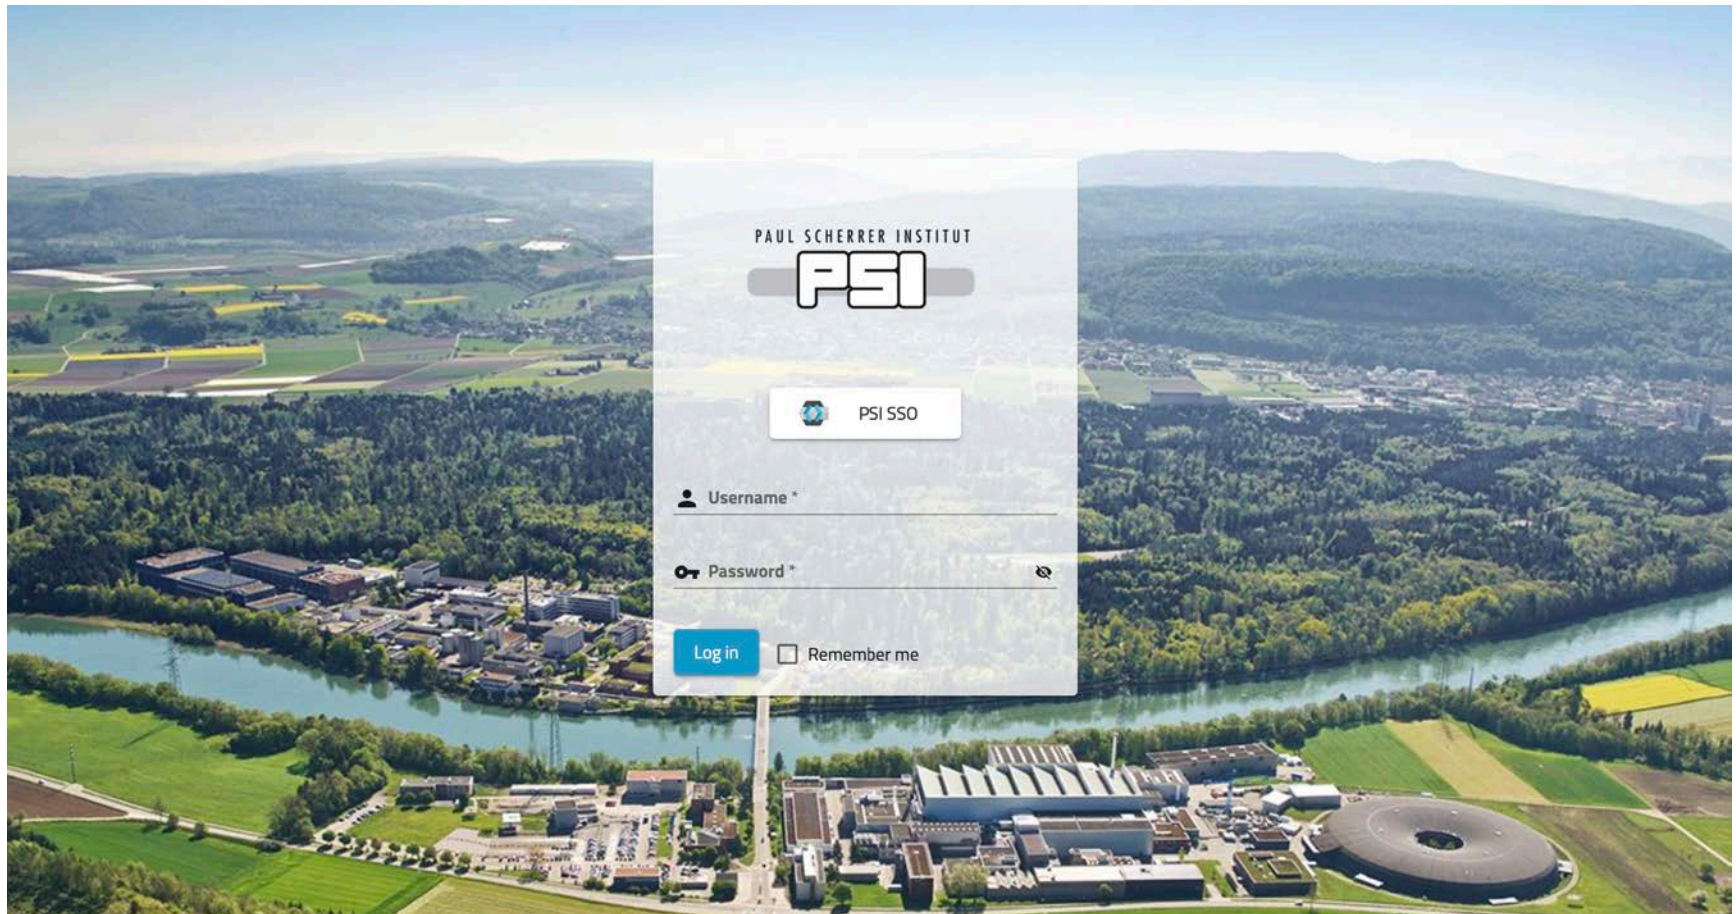 PAUL SCHERRER INSTITUT
PSI
PSI SSO
Username *
Password *
Log in
Remember me